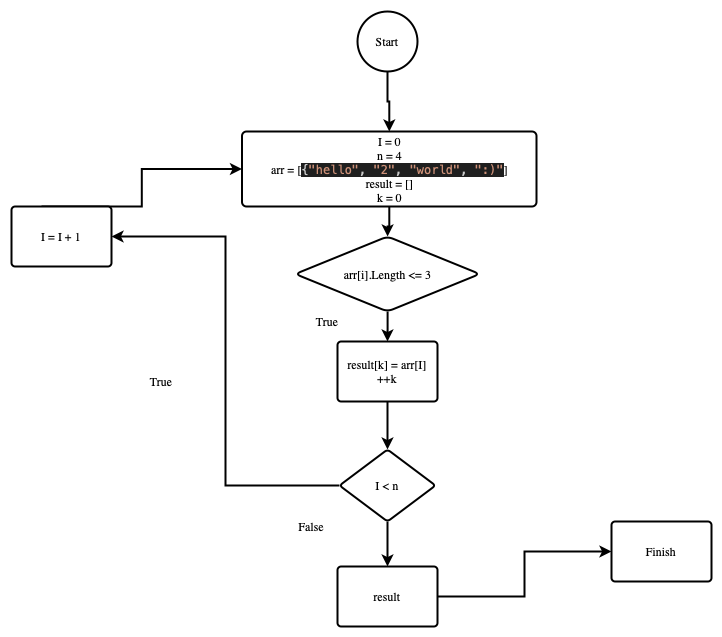 Start
I = 0
n = 4
arr = [{"hello", "2", "world", ":)"]
result = []
k = 0
I = I + 1
arr[i].Length <= 3
True
result[k] = arr[I]
++k
True
I < n
False
Finish
result